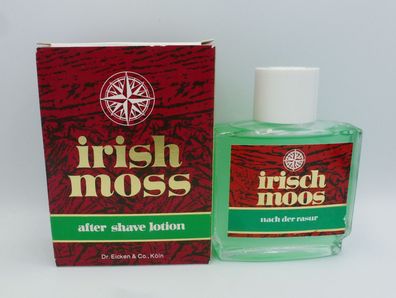 irish
moss
after shave lotion
Dr. Eicken & Co., Köln
irisch
moos
nach der rasur